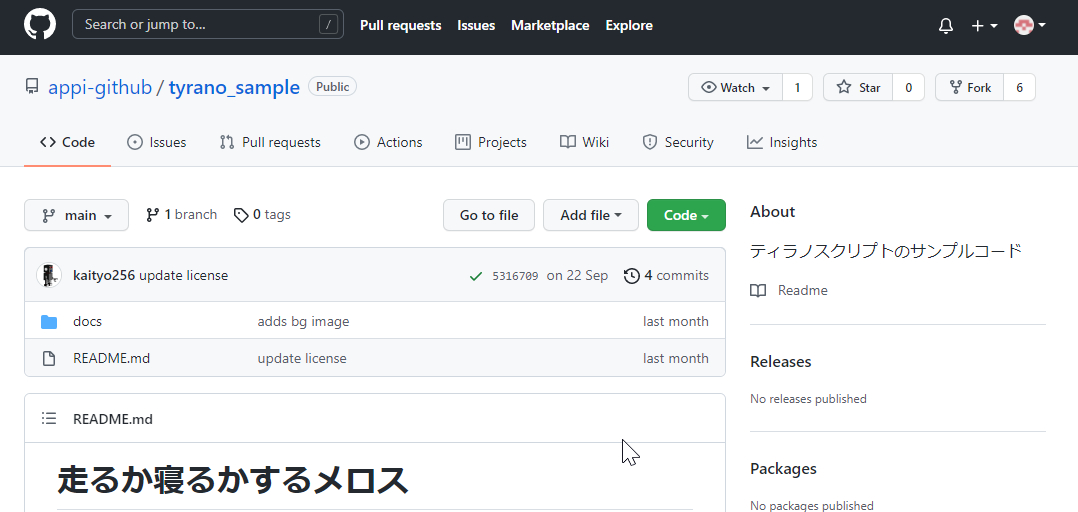 Search or jump to... / Pull requests Issues Marketplace Explore
appi-github / tyrano_sample Public Watch 1 Star 0 Fork 6
Code Issues Pull requests Actions Projects Wiki Security Insights
main 1 branch 0 tags Go to file Add file Code
kaityo256 update license 5316709 on 22 Sep 4 commits
docs adds bg image last month
README.md update license last month
README.md
走るか寝るかするメロス
About
ティラノスクリプトのサンプルコード
Readme
Releases
No releases published
Packages
No packages published